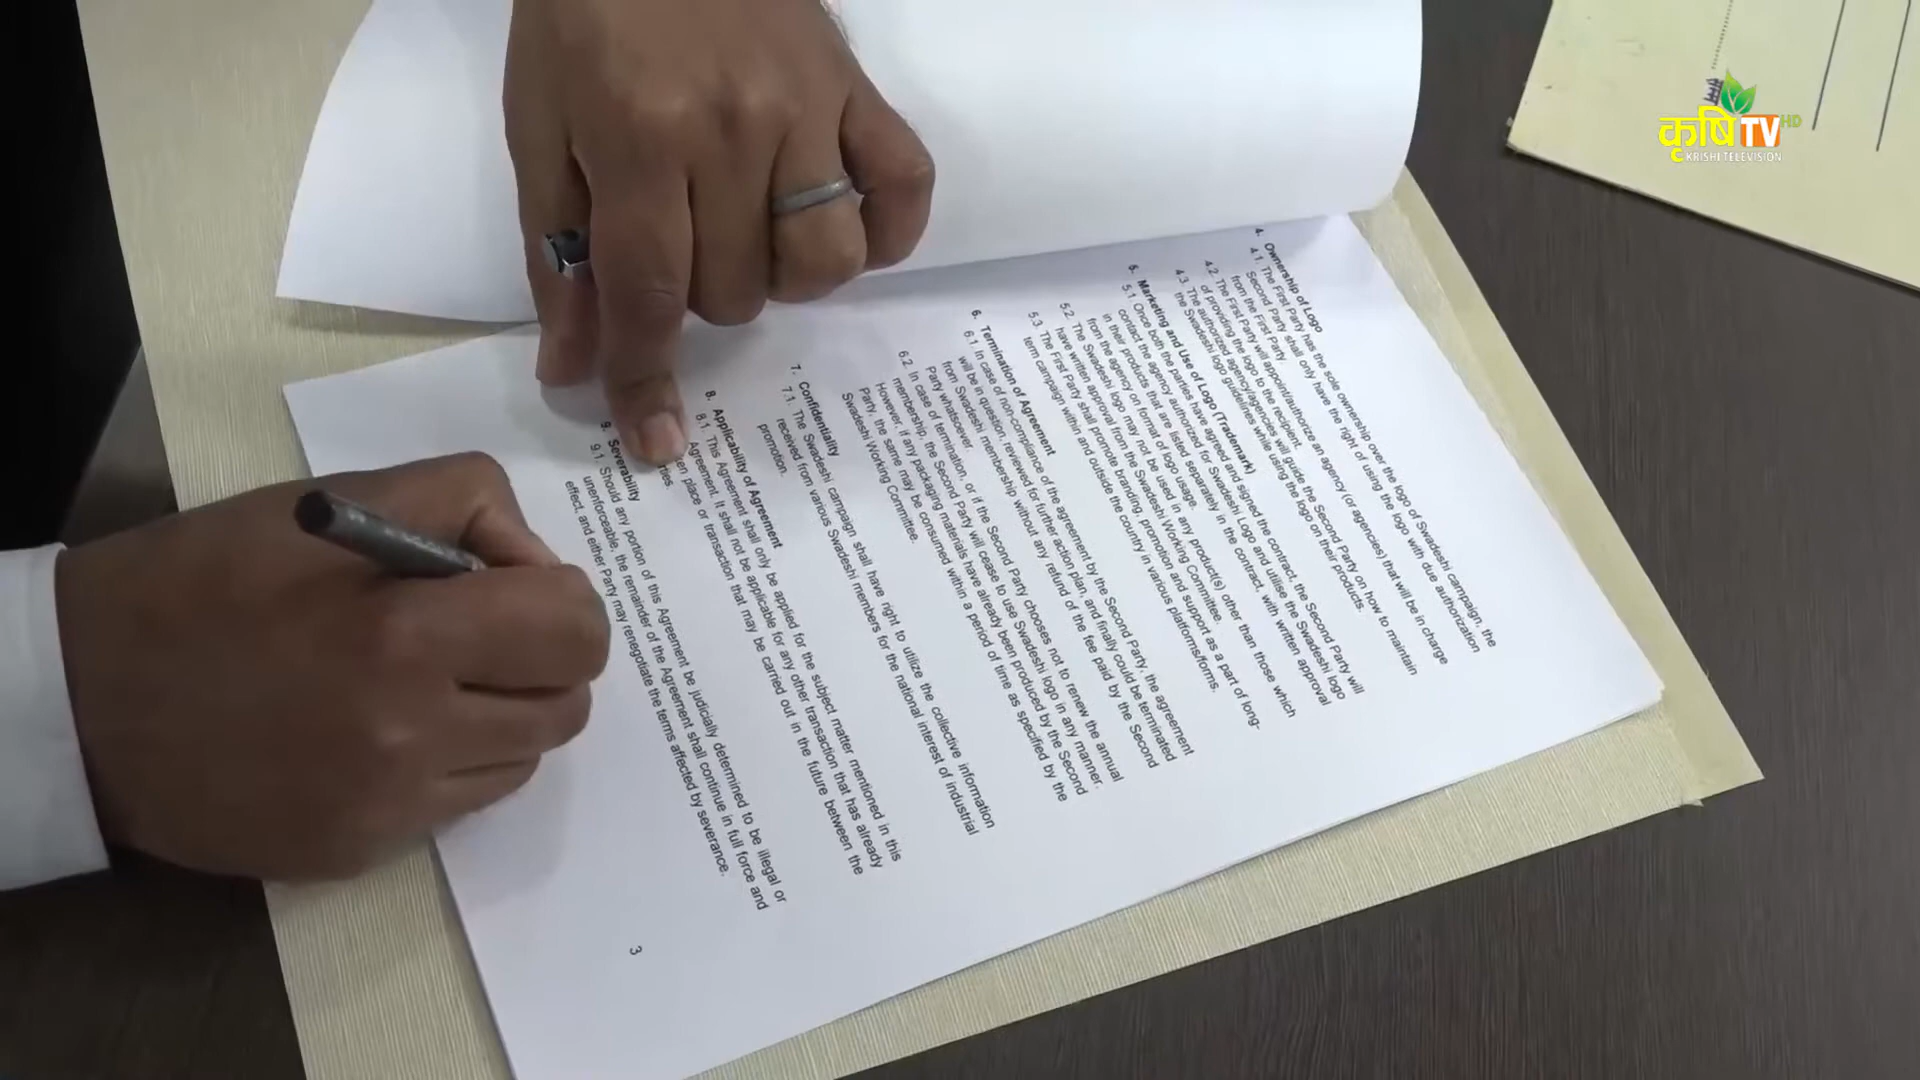 4. Ownership of Logo
4.1. The First Party has the sole ownership over the logo of Swadeshi campaign, the
Second Party shall only have the right of using the logo with due authorization
from the First Party.
4.2. The First Party will appoint/authorize an agency (or agencies) that will be in charge
of providing the logo to the recipient.
4.3. The authorized agency/agencies will guide the Second Party on how to maintain
the Swadeshi logo guidelines while using the logo on their products.
5. Marketing and Use of Logo (Trademark)
5.1. Once both the parties have agreed and signed the contract, the Second Party will
contact the agency authorized for Swadeshi Logo and utilise the Swadeshi logo
in their products that are listed separately in the contract, with written approval
from the agency on format of logo usage.
5.2. The Swadeshi logo may not be used in any product(s) other than those which
have written approval from the Swadeshi Working Committee.
5.3. The First Party shall promote branding, promotion and support as a part of long-
term campaign within and outside the country in various platforms/forms.
6. Termination of Agreement
6.1. In case of non-compliance of the agreement by the Second Party, the agreement
will be in question, reviewed for further action plan, and finally could be terminated
from Swadeshi membership without any refund of the fee paid by the Second
Party whatsoever.
6.2. In case of termination, or if the Second Party chooses not to renew the annual
membership, the Second Party will cease to use Swadeshi logo in any manner.
However, if any packaging materials have already been produced by the Second
Party, the same may be consumed within a period of time as specified by the
Swadeshi Working Committee.
7. Confidentiality
7.1. The Swadeshi campaign shall have right to utilize the collective information
received from various Swadeshi members for the national interest of industrial
promotion.
8. Applicability of Agreement
8.1. This Agreement shall only be applied for the subject matter mentioned in this
Agreement. It shall not be applicable for any other transaction that has already
place or transaction that may be carried out in the future between the
9. Severability
9.1. Should any portion of this Agreement be judicially determined to be illegal or
unenforceable, the remainder of the Agreement shall continue in full force and
effect, and either Party may renegotiate the terms affected by severance.
3
कृषि TV HD
KRISHI TELEVISION